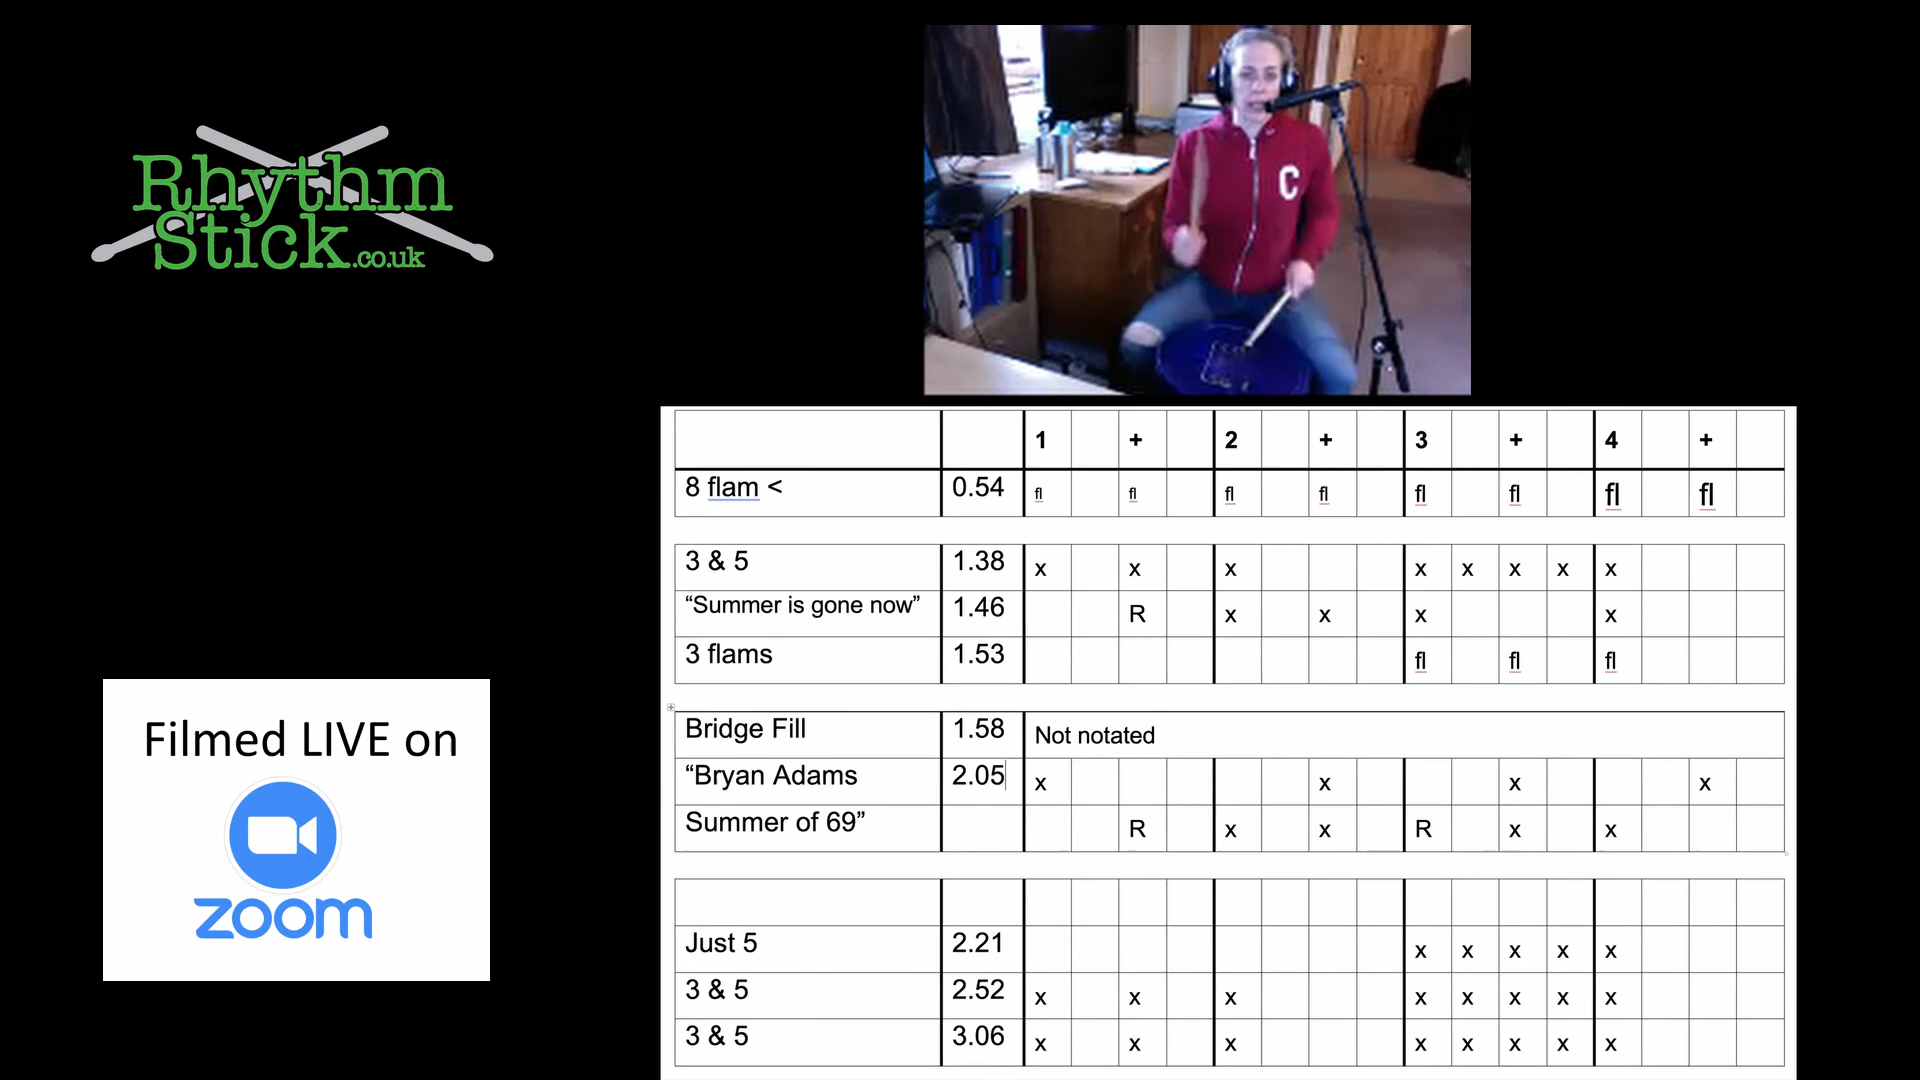 Rhythm
Stick.co.uk
C
1 + 2 + 3 + 4 +
8 flam < 0.54 fl fl fl fl fl fl fl fl
3 & 5 1.38 x x x x x x x x
“Summer is gone now” 1.46 R x x x x
3 flams 1.53 fl fl fl
Bridge Fill 1.58 Not notated
“Bryan Adams 2.05 x x x x
Summer of 69” R x x R x x
Just 5 2.21 x x x x x
3 & 5 2.52 x x x x x x x x
3 & 5 3.06 x x x x x x x x
Filmed LIVE on
zoom